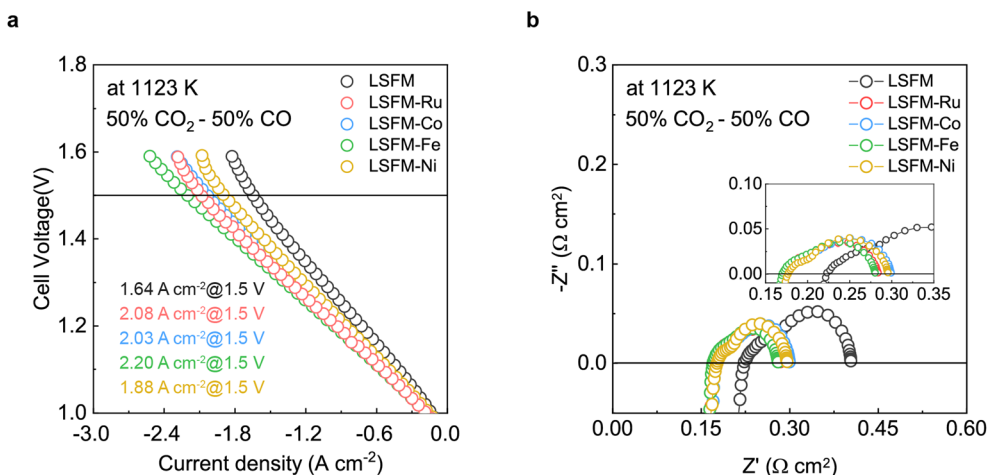 a
1.8
1.6
1.4
1.2
1.0
Cell Voltage(V)
at 1123 K
50% CO2 - 50% CO
LSFM
LSFM-Ru
LSFM-Co
LSFM-Fe
LSFM-Ni
1.64 A cm-2@1.5 V
2.08 A cm-2@1.5 V
2.03 A cm-2@1.5 V
2.20 A cm-2@1.5 V
1.88 A cm-2@1.5 V
-3.0 -2.4 -1.8 -1.2 -0.6 0.0
Current density (A cm-2)
b
0.3
0.2
0.1
0.0
-Z" (Ω cm2)
at 1123 K
50% CO2 - 50% CO
LSFM
LSFM-Ru
LSFM-Co
LSFM-Fe
LSFM-Ni
0.10
0.05
0.00
0.15 0.20 0.25 0.30 0.35
0.00 0.15 0.30 0.45 0.60
Z' (Ω cm2)